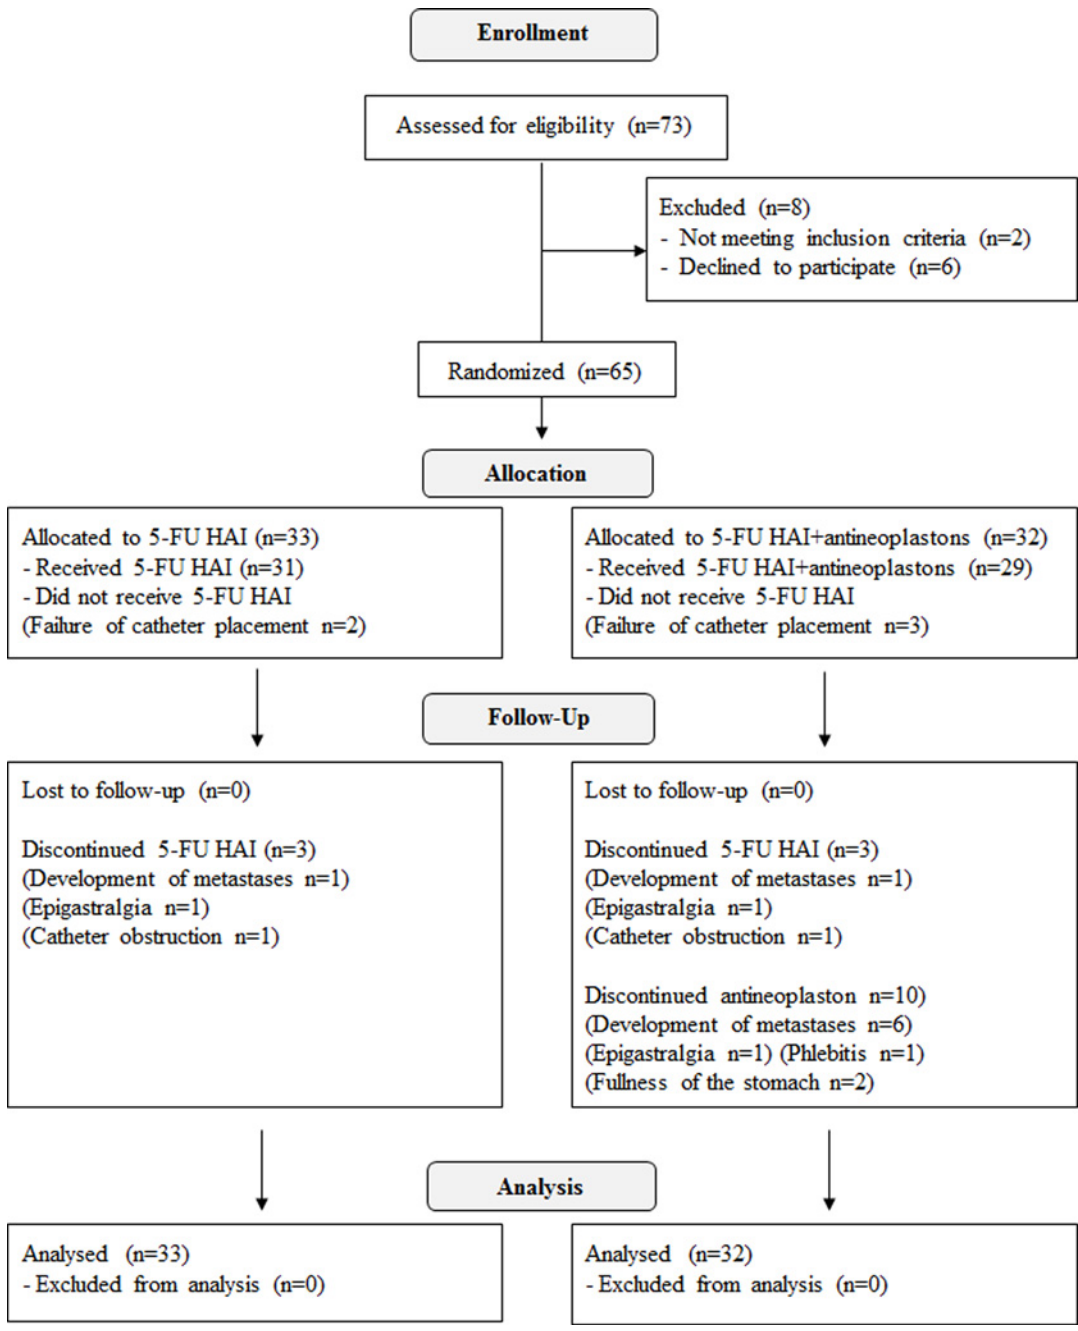 Enrollment
Assessed for eligibility (n=73)
Excluded (n=8)
- Not meeting inclusion criteria (n=2)
- Declined to participate (n=6)
Randomized (n=65)
Allocation
Allocated to 5-FU HAI (n=33)
- Received 5-FU HAI (n=31)
- Did not receive 5-FU HAI
(Failure of catheter placement n=2)
Allocated to 5-FU HAI+antineoplastons (n=32)
- Received 5-FU HAI+antineoplastons (n=29)
- Did not receive 5-FU HAI
(Failure of catheter placement n=3)
Follow-Up
Lost to follow-up (n=0)
Discontinued 5-FU HAI (n=3)
(Development of metastases n=1)
(Epigastralgia n=1)
(Catheter obstruction n=1)
Lost to follow-up (n=0)
Discontinued 5-FU HAI (n=3)
(Development of metastases n=1)
(Epigastralgia n=1)
(Catheter obstruction n=1)
Discontinued antineoplaston n=10)
(Development of metastases n=6)
(Epigastralgia n=1) (Phlebitis n=1)
(Fullness of the stomach n=2)
Analysis
Analysed (n=33)
- Excluded from analysis (n=0)
Analysed (n=32)
- Excluded from analysis (n=0)